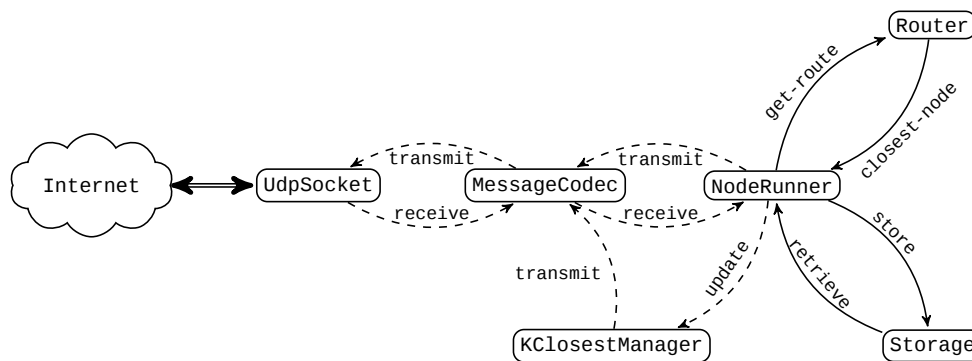 Router
get-route
closest-node
transmit
transmit
Internet
UdpSocket
MessageCodec
NodeRunner
receive
receive
store
retrieve
update
transmit
KClosestManager
Storage